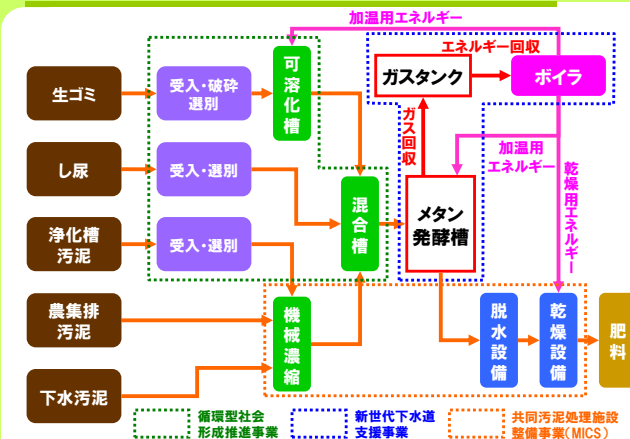 加温用エネルギー
生ゴミ
受入・破砕
選別
可溶化槽
ガスタンク
エネルギー回収
ボイラ
ガス回収
加温用
エネルギー
乾燥用エネルギー
し尿
受入・選別
混合槽
メタン
発酵槽
浄化槽
汚泥
受入・選別
農集排
汚泥
機械濃縮
脱水設備
乾燥設備
肥料
下水汚泥
循環型社会
形成推進事業
新世代下水道
支援事業
共同汚泥処理施設
整備事業(MICS)